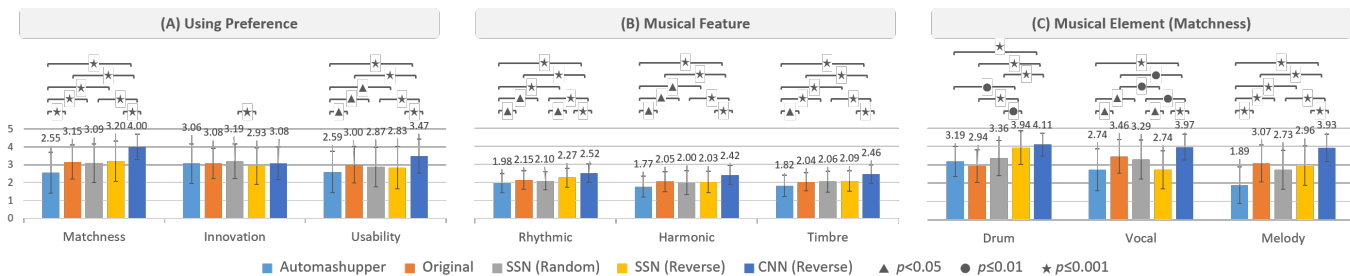 (A) Using Preference
(B) Musical Feature
(C) Musical Element (Matchness)
5
4
3
2
1
0
2.55 3.15 3.09 3.20 4.00
3.06 3.08 3.19 2.93 3.08
2.59 3.00 2.87 2.83 3.47
1.98 2.15 2.10 2.27 2.52
1.77 2.05 2.00 2.03 2.42
1.82 2.04 2.06 2.09 2.46
3.19 2.94 3.36 3.94 4.11
2.74 3.46 3.29 2.74 3.97
1.89 3.07 2.73 2.96 3.93
Matchness Innovation Usability
Rhythmic Harmonic Timbre
Drum Vocal Melody
Automashupper Original SSN (Random) SSN (Reverse) CNN (Reverse) ▲ p<0.05 ● p≤0.01 ★ p≤0.001